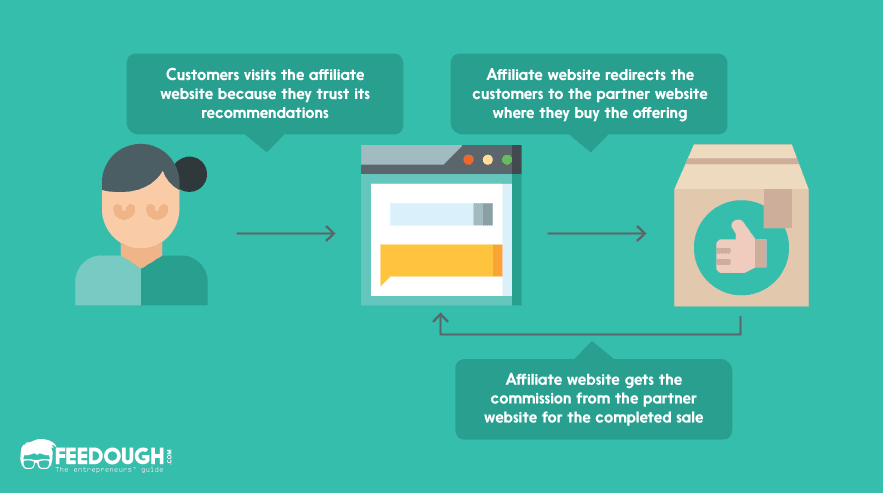 Customers visits the affiliate
website because they trust its
recommendations
Affiliate website redirects the
customers to the partner website
where they buy the offering
Affiliate website gets the
commission from the partner
website for the completed sale
FEEDOUGH.COM
The entrepreneurs' guide